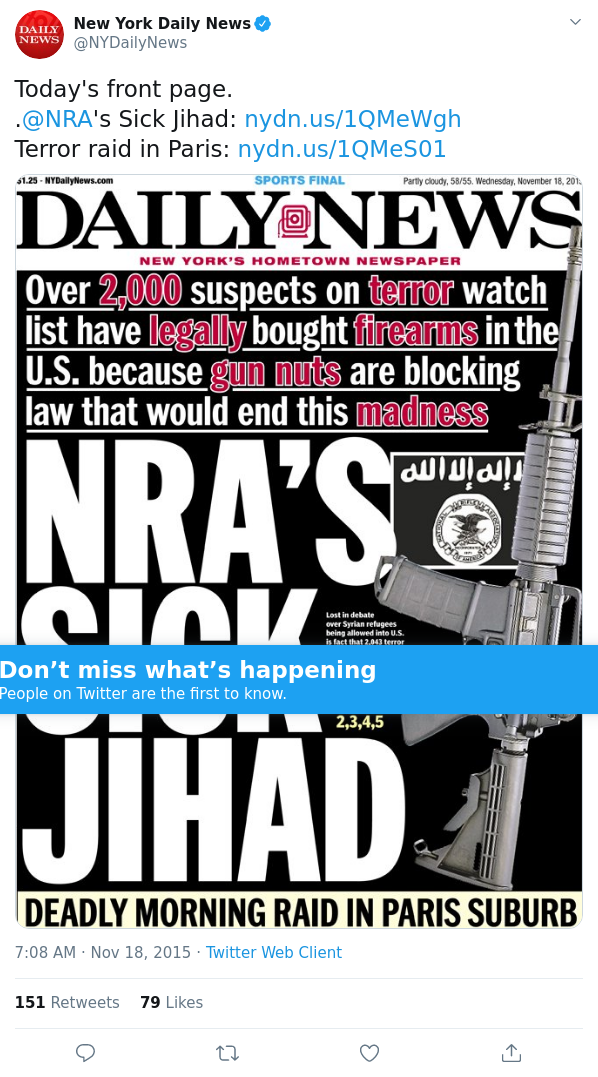 New York Daily News
@NYDailyNews
DAILY
NEWS
Today's front page.
.@NRA's Sick Jihad: nydn.us/1QMeWgh
Terror raid in Paris: nydn.us/1QMeS01
$1.25 - NYDailyNews.com
SPORTS FINAL
Partly cloudy, 58/55. Wednesday, November 18, 201
DAILY NEWS
NEW YORK'S HOMETOWN NEWSPAPER
Over 2,000 suspects on terror watch
list have legally bought firearms in the
U.S. because gun nuts are blocking
law that would end this madness
NRA'S
SICK
JIHAD
Lost in debate
over Syrian refugees
being allowed into U.S.
is fact that 2,043 terror
Don’t miss what’s happening
People on Twitter are the first to know.
2,3,4,5
DEADLY MORNING RAID IN PARIS SUBURB
7:08 AM · Nov 18, 2015 · Twitter Web Client
151 Retweets 79 Likes